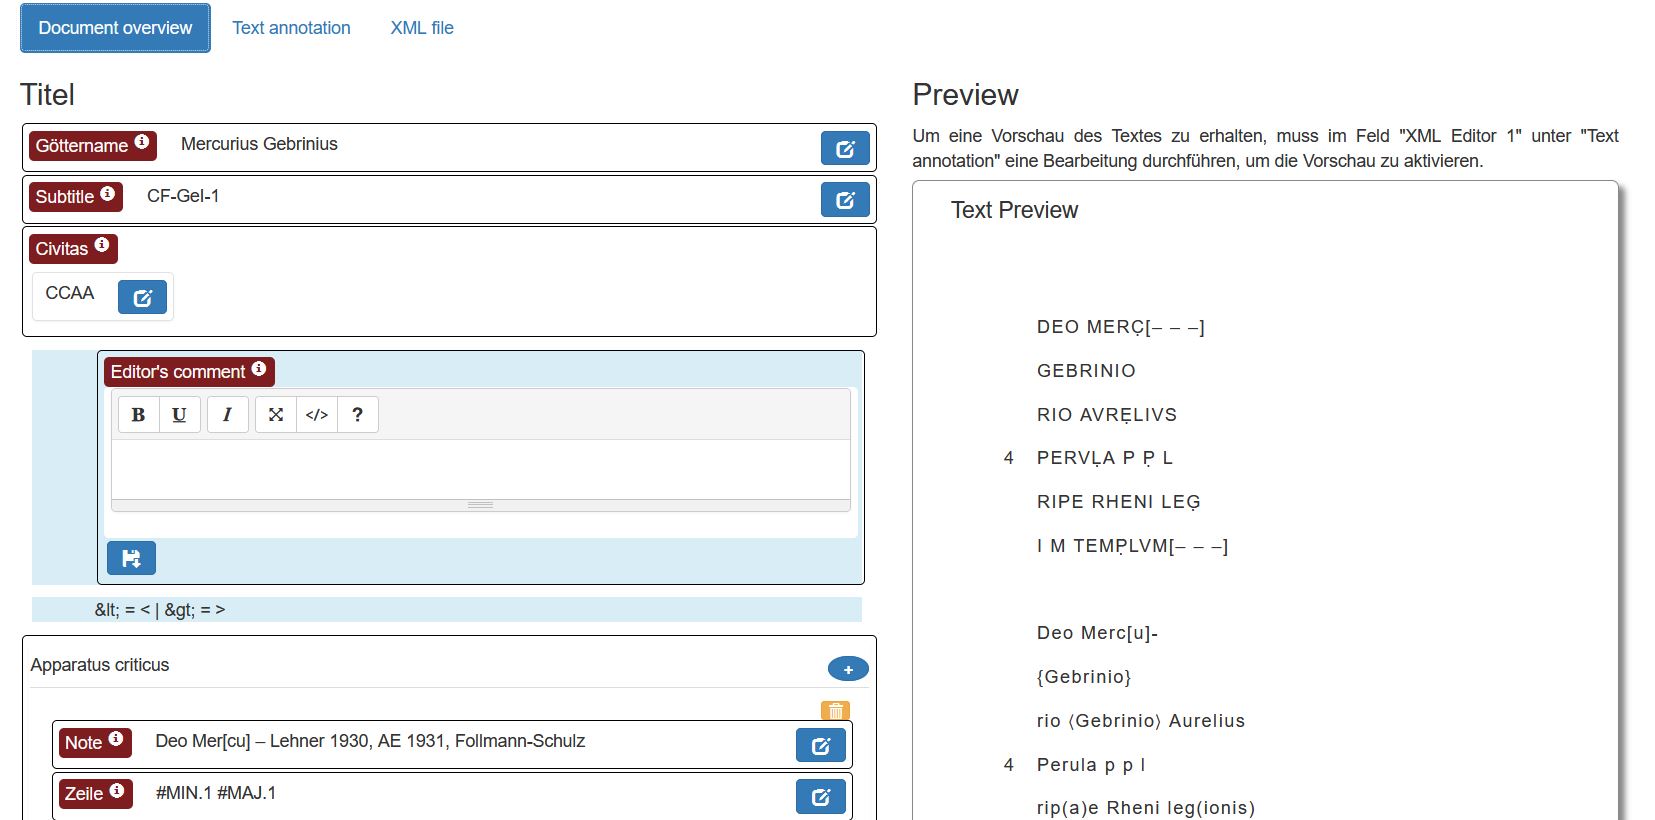 Document overview Text annotation XML file
Titel
Göttername Mercurius Gebrinius
Subtitle CF-Gel-1
Civitas
CCAA
Editor's comment
B U I </> ?
&lt; = < | &gt; = >
Apparatus criticus
+
Note Deo Mer[cu] – Lehner 1930, AE 1931, Follmann-Schulz
Zeile #MIN.1 #MAJ.1
Preview
Um eine Vorschau des Textes zu erhalten, muss im Feld "XML Editor 1" unter "Text
annotation" eine Bearbeitung durchführen, um die Vorschau zu aktivieren.
Text Preview
DEO MERC̣[– – –]
GEBRINIO
RIO AVRẸLIVS
4 PERVḶA P P̣ L
RIPE RHENI LEG̣
I M TEMP̣LVM[– – –]
Deo Merc[u]-
{Gebrinio}
rio ⟨Gebrinio⟩ Aurelius
4 Perula p p l
rip(a)e Rheni leg(ionis)